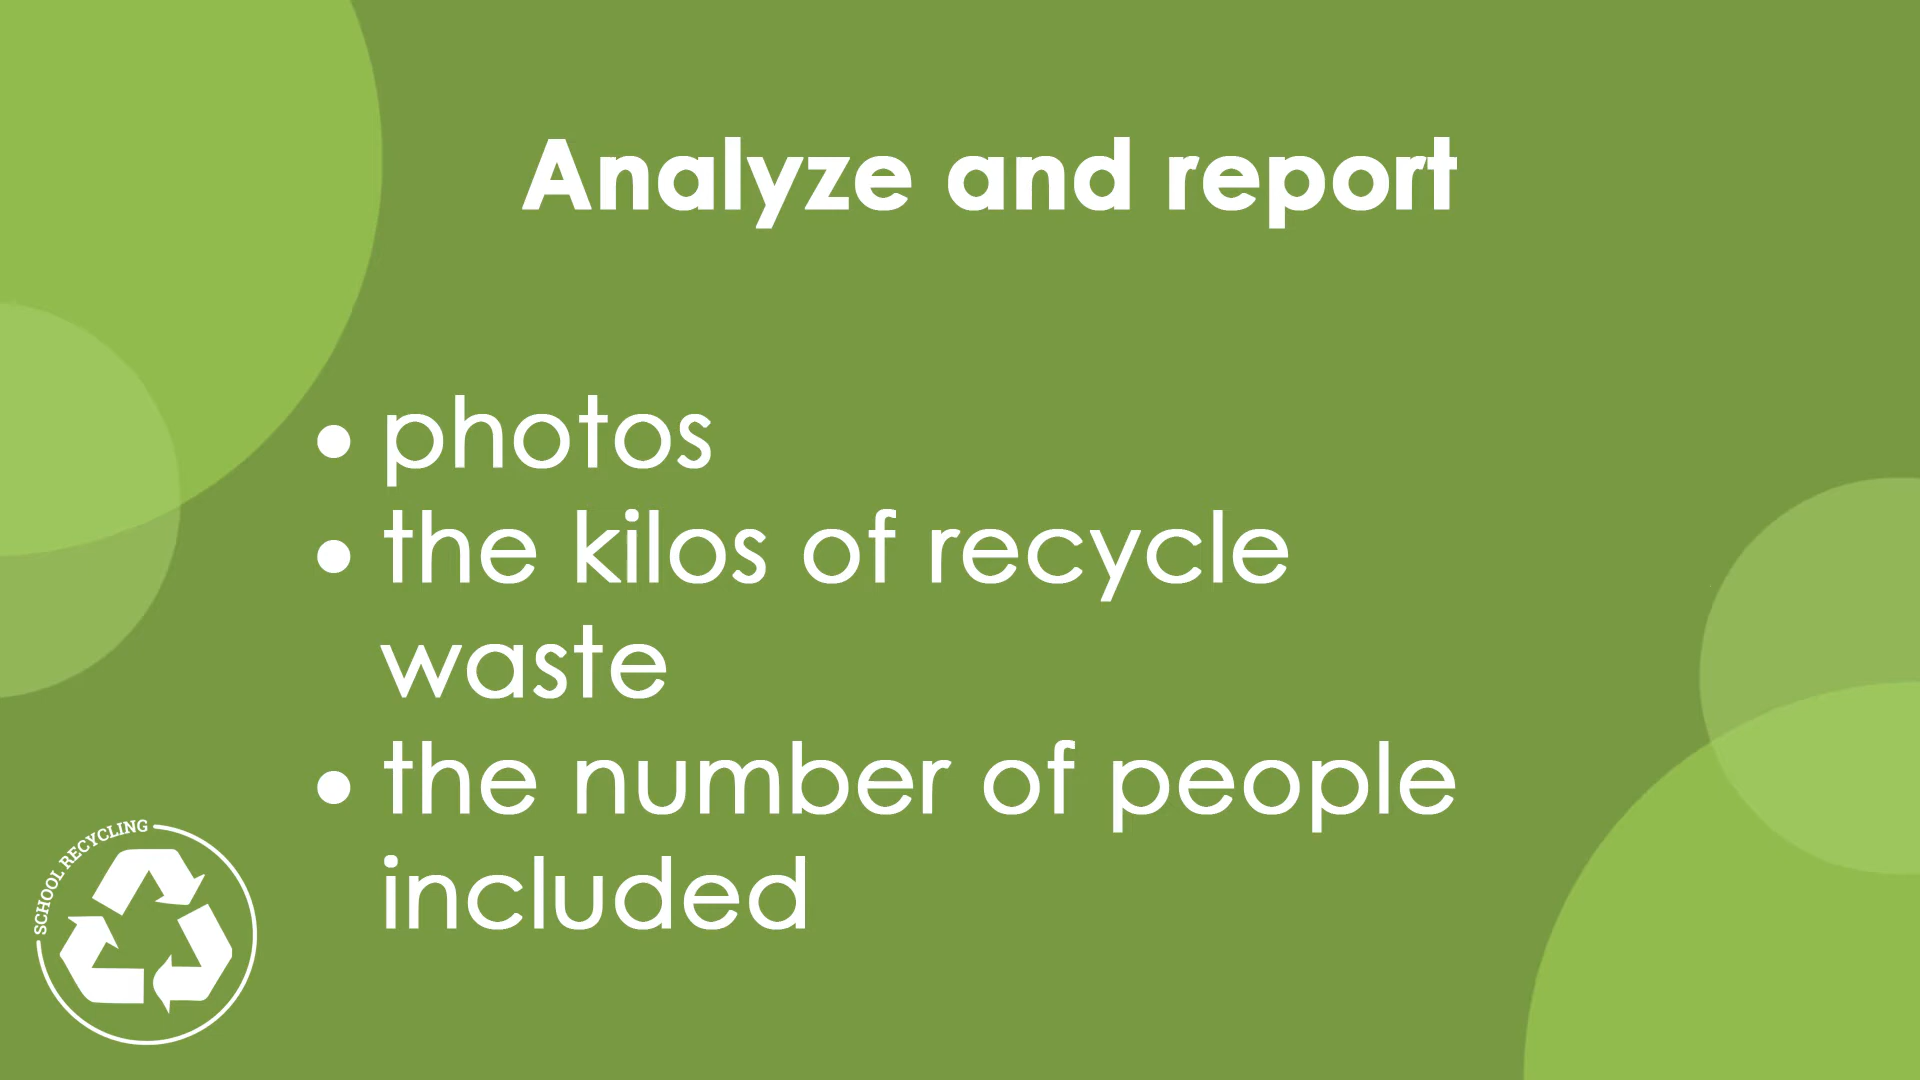 Analyze and report
• photos
• the kilos of recycle
waste
• the number of people
included
SCHOOL RECYCLING